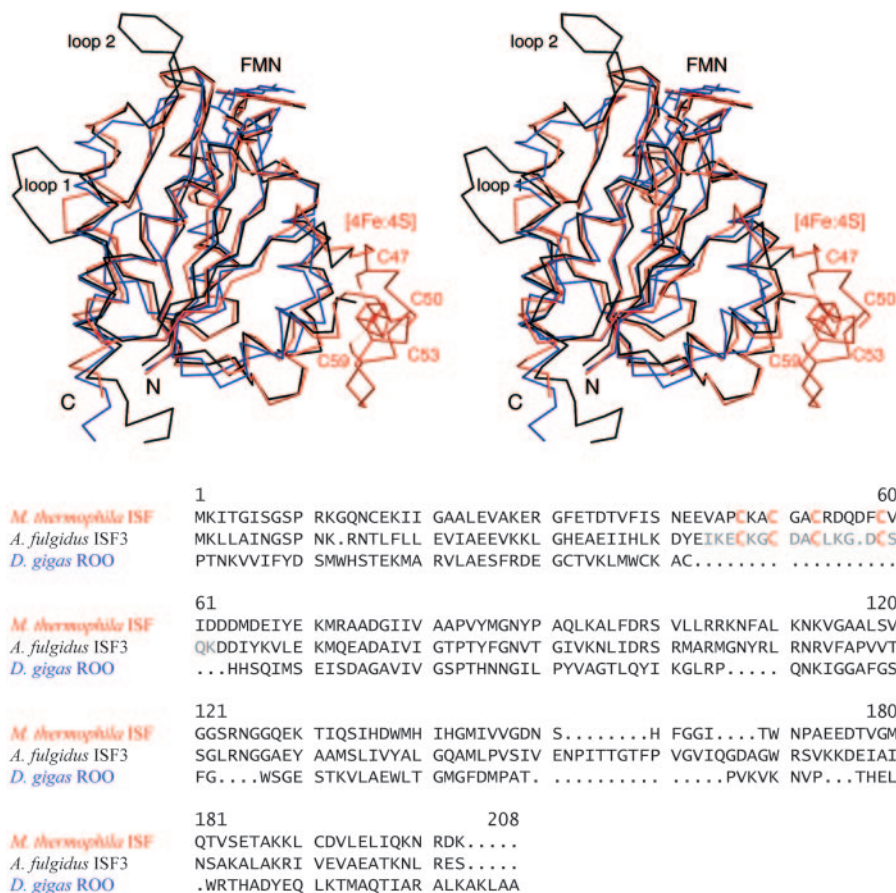 loop 2
FMN
loop 1
[4Fe:4S]
C47
C50
C59
C53
N
C
loop 2
FMN
loop 1
[4Fe:4S]
C47
C50
C59
C53
N
C
1 60
M. thermophila ISF MKITGISGSP RKGQNCEKII GAALEVAKER GFETDTVFIS NEEVAPCKAC GACRDQDFCV
A. fulgidus ISF3 MKLLAINGSP NK.RNTLFLL EVIAEEVKKL GHEAEIIHLK DYEIKECKGC DACLKG.DCS
D. gigas ROO PTNKVVIFYD SMWHSTEKMA RVLAESFRDE GCTVKLMWCK AC........ ..........
61 120
M. thermophila ISF IDDDMDEIYE KMRAADGIIV AAPVYMGNYP AQLKALFDRS VLLRRKNFAL KNKVGAALSV
A. fulgidus ISF3 QKDDIYKVLE KMQEADAIVI GTPTYFGNVT GIVKNLIDRS RMARMGNYRL RNRVFAPVVT
D. gigas ROO ...HHSQIMS EISDAGAVIV GSPTHNNGIL PYVAGTLQYI KGLRP..... QNKIGGAFGS
121 180
M. thermophila ISF GGSRNGGQEK TIQSIHDWMH IHGMIVVGDN S........H FGGI....TW NPAEEDTVGM
A. fulgidus ISF3 SGLRNGGAEY AAMSLIVYAL GQAMLPVSIV ENPITTGTFP VGVIQGDAGW RSVKKDEIAI
D. gigas ROO FG....WSGE STKVLAEWLT GMGFDMPAT. .......... .....PVKVK NVP...THEL
181 208
M. thermophila ISF QTVSETAKKL CDVLELIQKN RDK.....
A. fulgidus ISF3 NSAKALAKRI VEVAEATKNL RES.....
D. gigas ROO .WRTHADYEQ LKTMAQTIAR ALKAKLAA